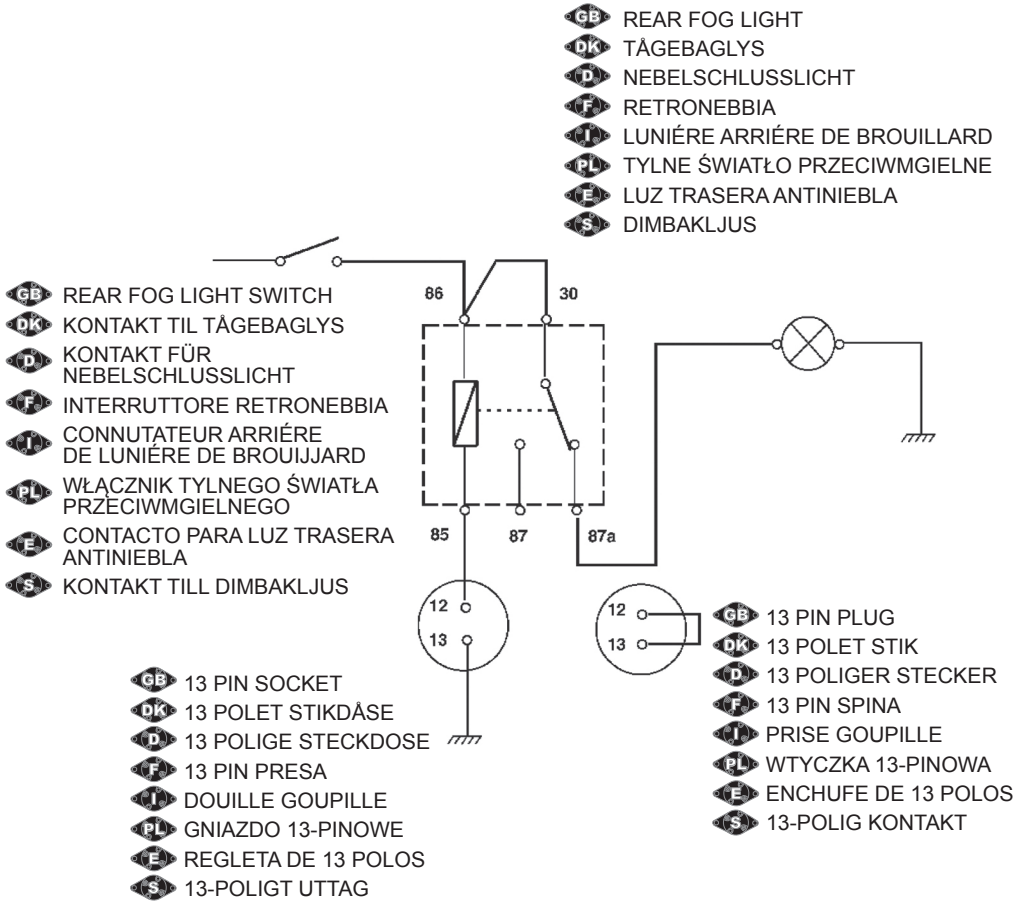 GB REAR FOG LIGHT
DK TÅGEBAGLYS
D NEBELSCHLUSSLICHT
F RETRONEBBIA
I LUNIÉRE ARRIÉRE DE BROUILLARD
PL TYLNE ŚWIATŁO PRZECIWMGIELNE
E LUZ TRASERA ANTINIEBLA
S DIMBAKLJUS
GB REAR FOG LIGHT SWITCH
DK KONTAKT TIL TÅGEBAGLYS
D KONTAKT FÜR
NEBELSCHLUSSLICHT
F INTERRUTTORE RETRONEBBIA
I CONNUTATEUR ARRIÉRE
DE LUNIÉRE DE BROUIJJARD
PL WŁĄCZNIK TYLNEGO ŚWIATŁA
PRZECIWMGIELNEGO
E CONTACTO PARA LUZ TRASERA
ANTINIEBLA
S KONTAKT TILL DIMBAKLJUS
86 30
85 87 87a
12
13
12
13
GB 13 PIN SOCKET
DK 13 POLET STIKDÅSE
D 13 POLIGE STECKDOSE
F 13 PIN PRESA
I DOUILLE GOUPILLE
PL GNIAZDO 13-PINOWE
E REGLETA DE 13 POLOS
S 13-POLIGT UTTAG
GB 13 PIN PLUG
DK 13 POLET STIK
D 13 POLIGER STECKER
F 13 PIN SPINA
I PRISE GOUPILLE
PL WTYCZKA 13-PINOWA
E ENCHUFE DE 13 POLOS
S 13-POLIG KONTAKT